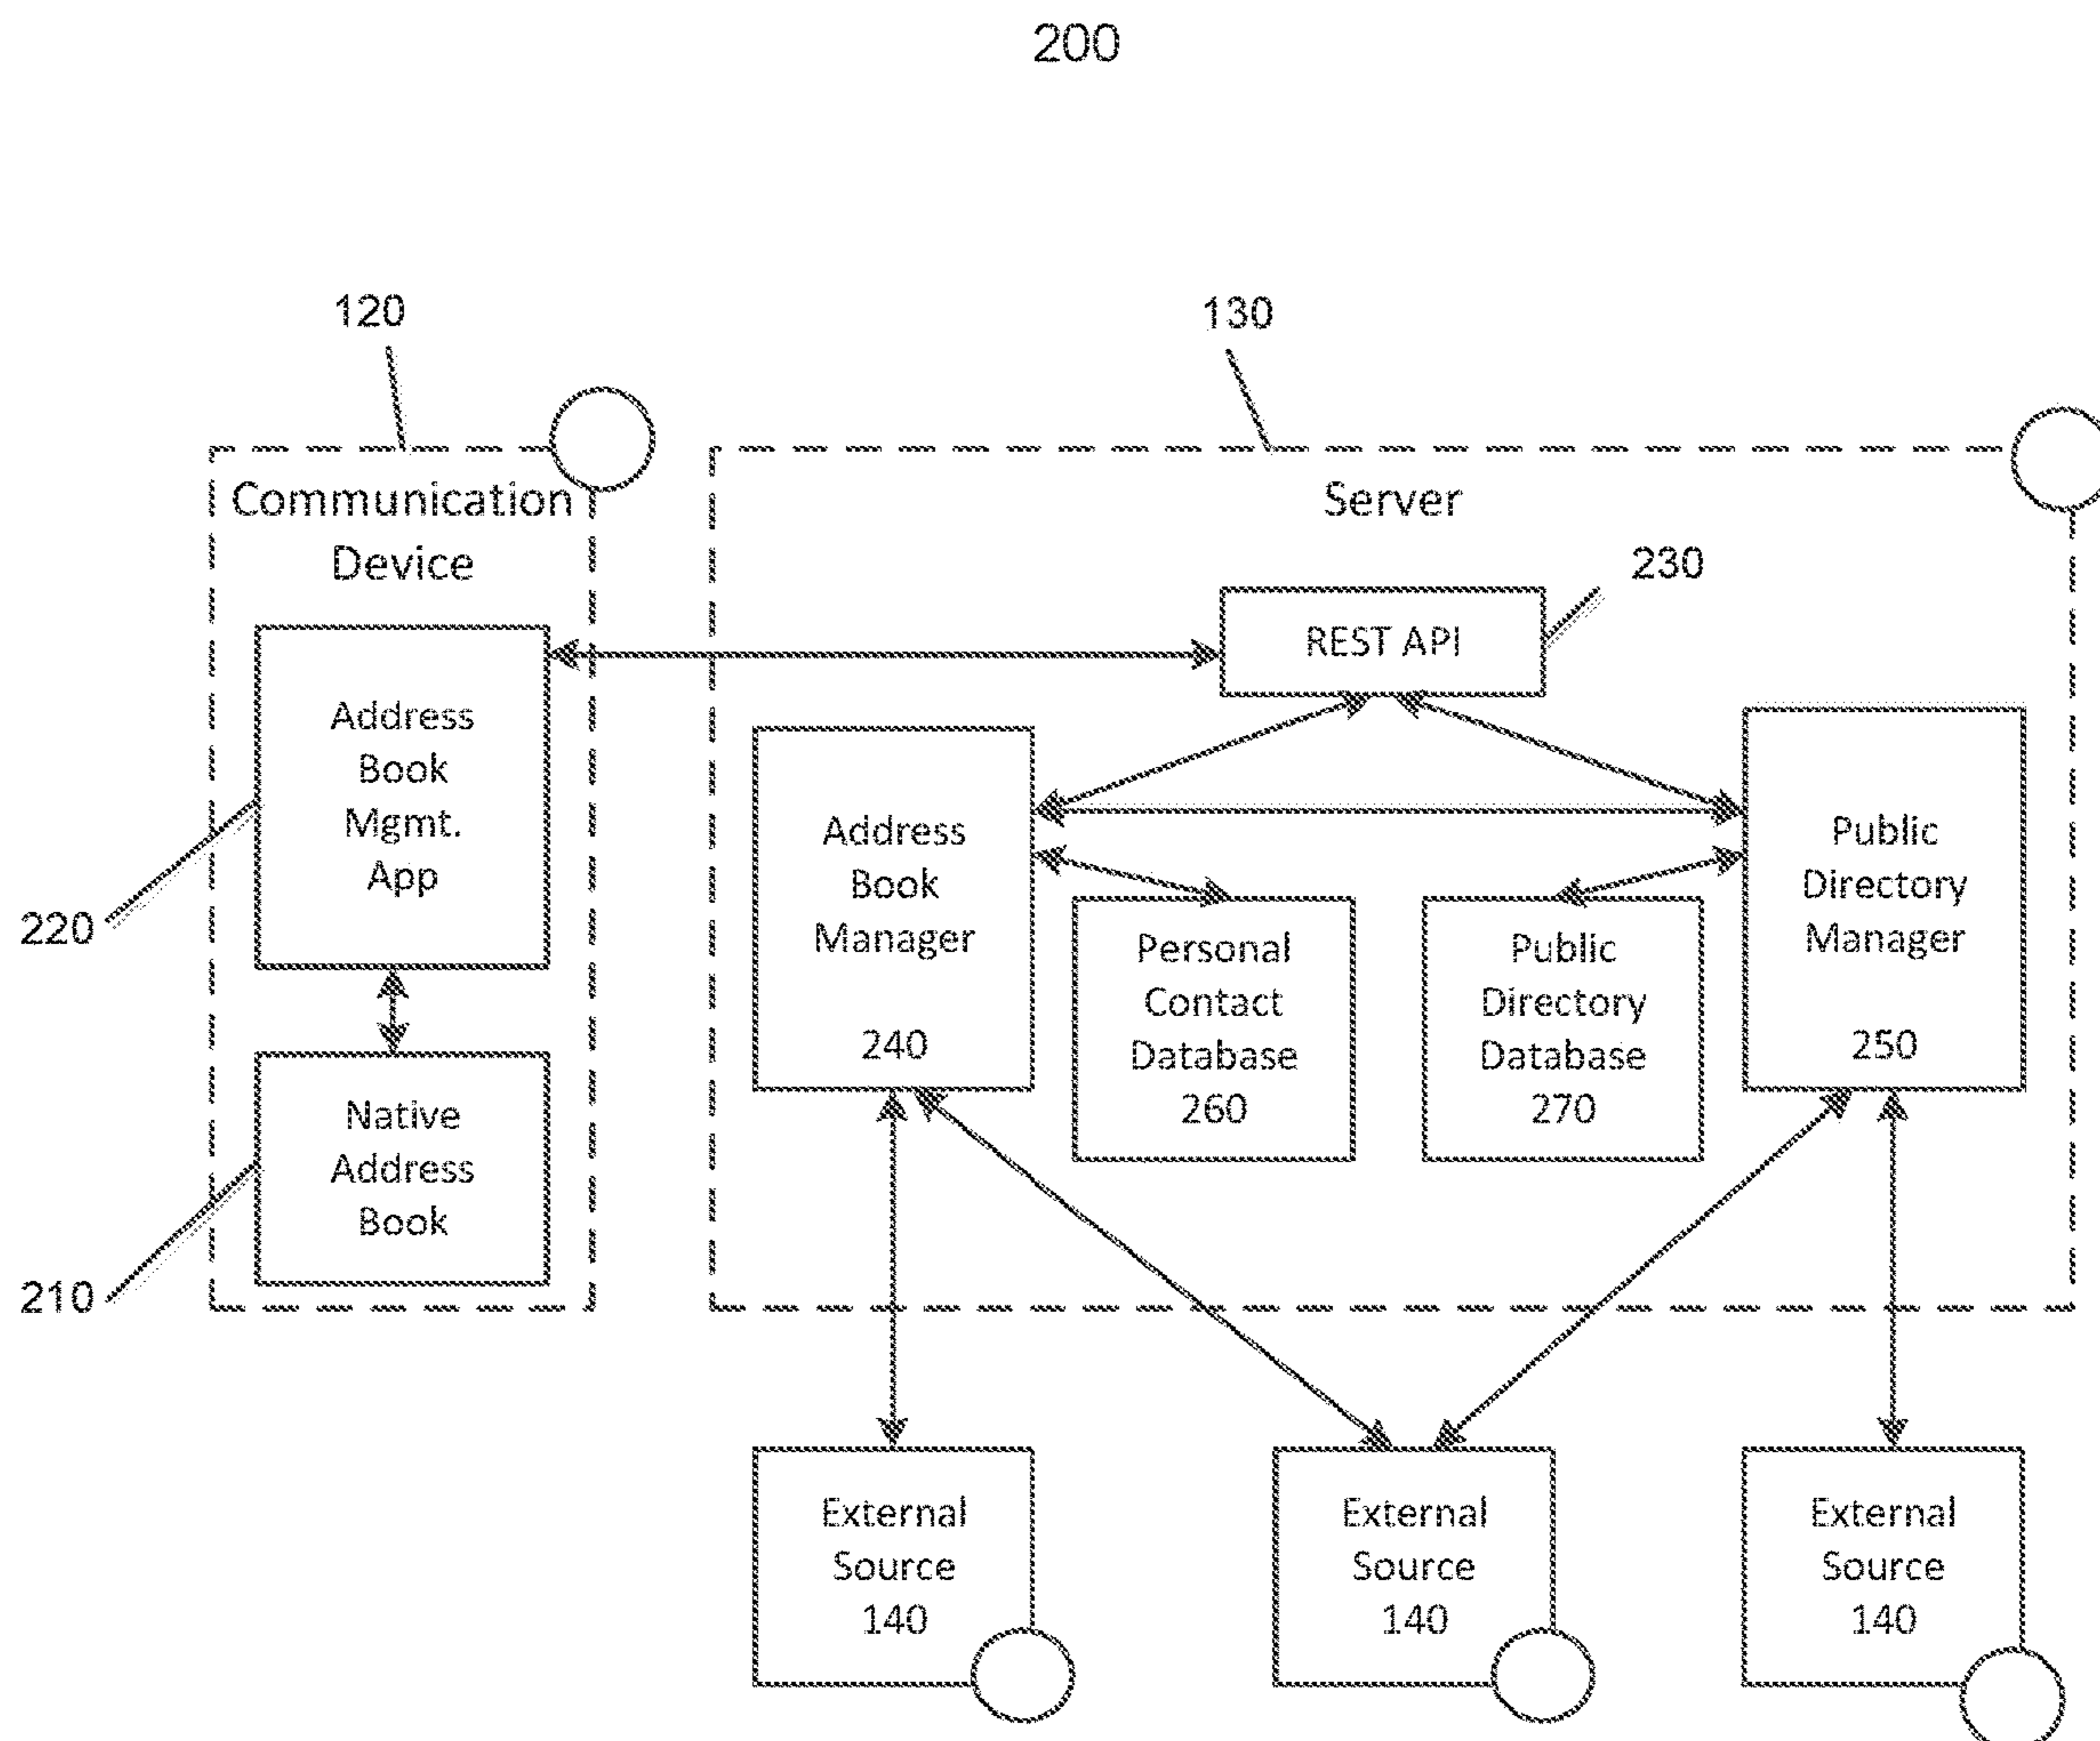 200
120
130
Communication
Device
Server
230
REST API
Address
Book
Mgmt.
App
220
Address
Book
Manager
240
Personal
Contact
Database
260
Public
Directory
Database
270
Public
Directory
Manager
250
Native
Address
Book
210
External
Source
140
External
Source
140
External
Source
140